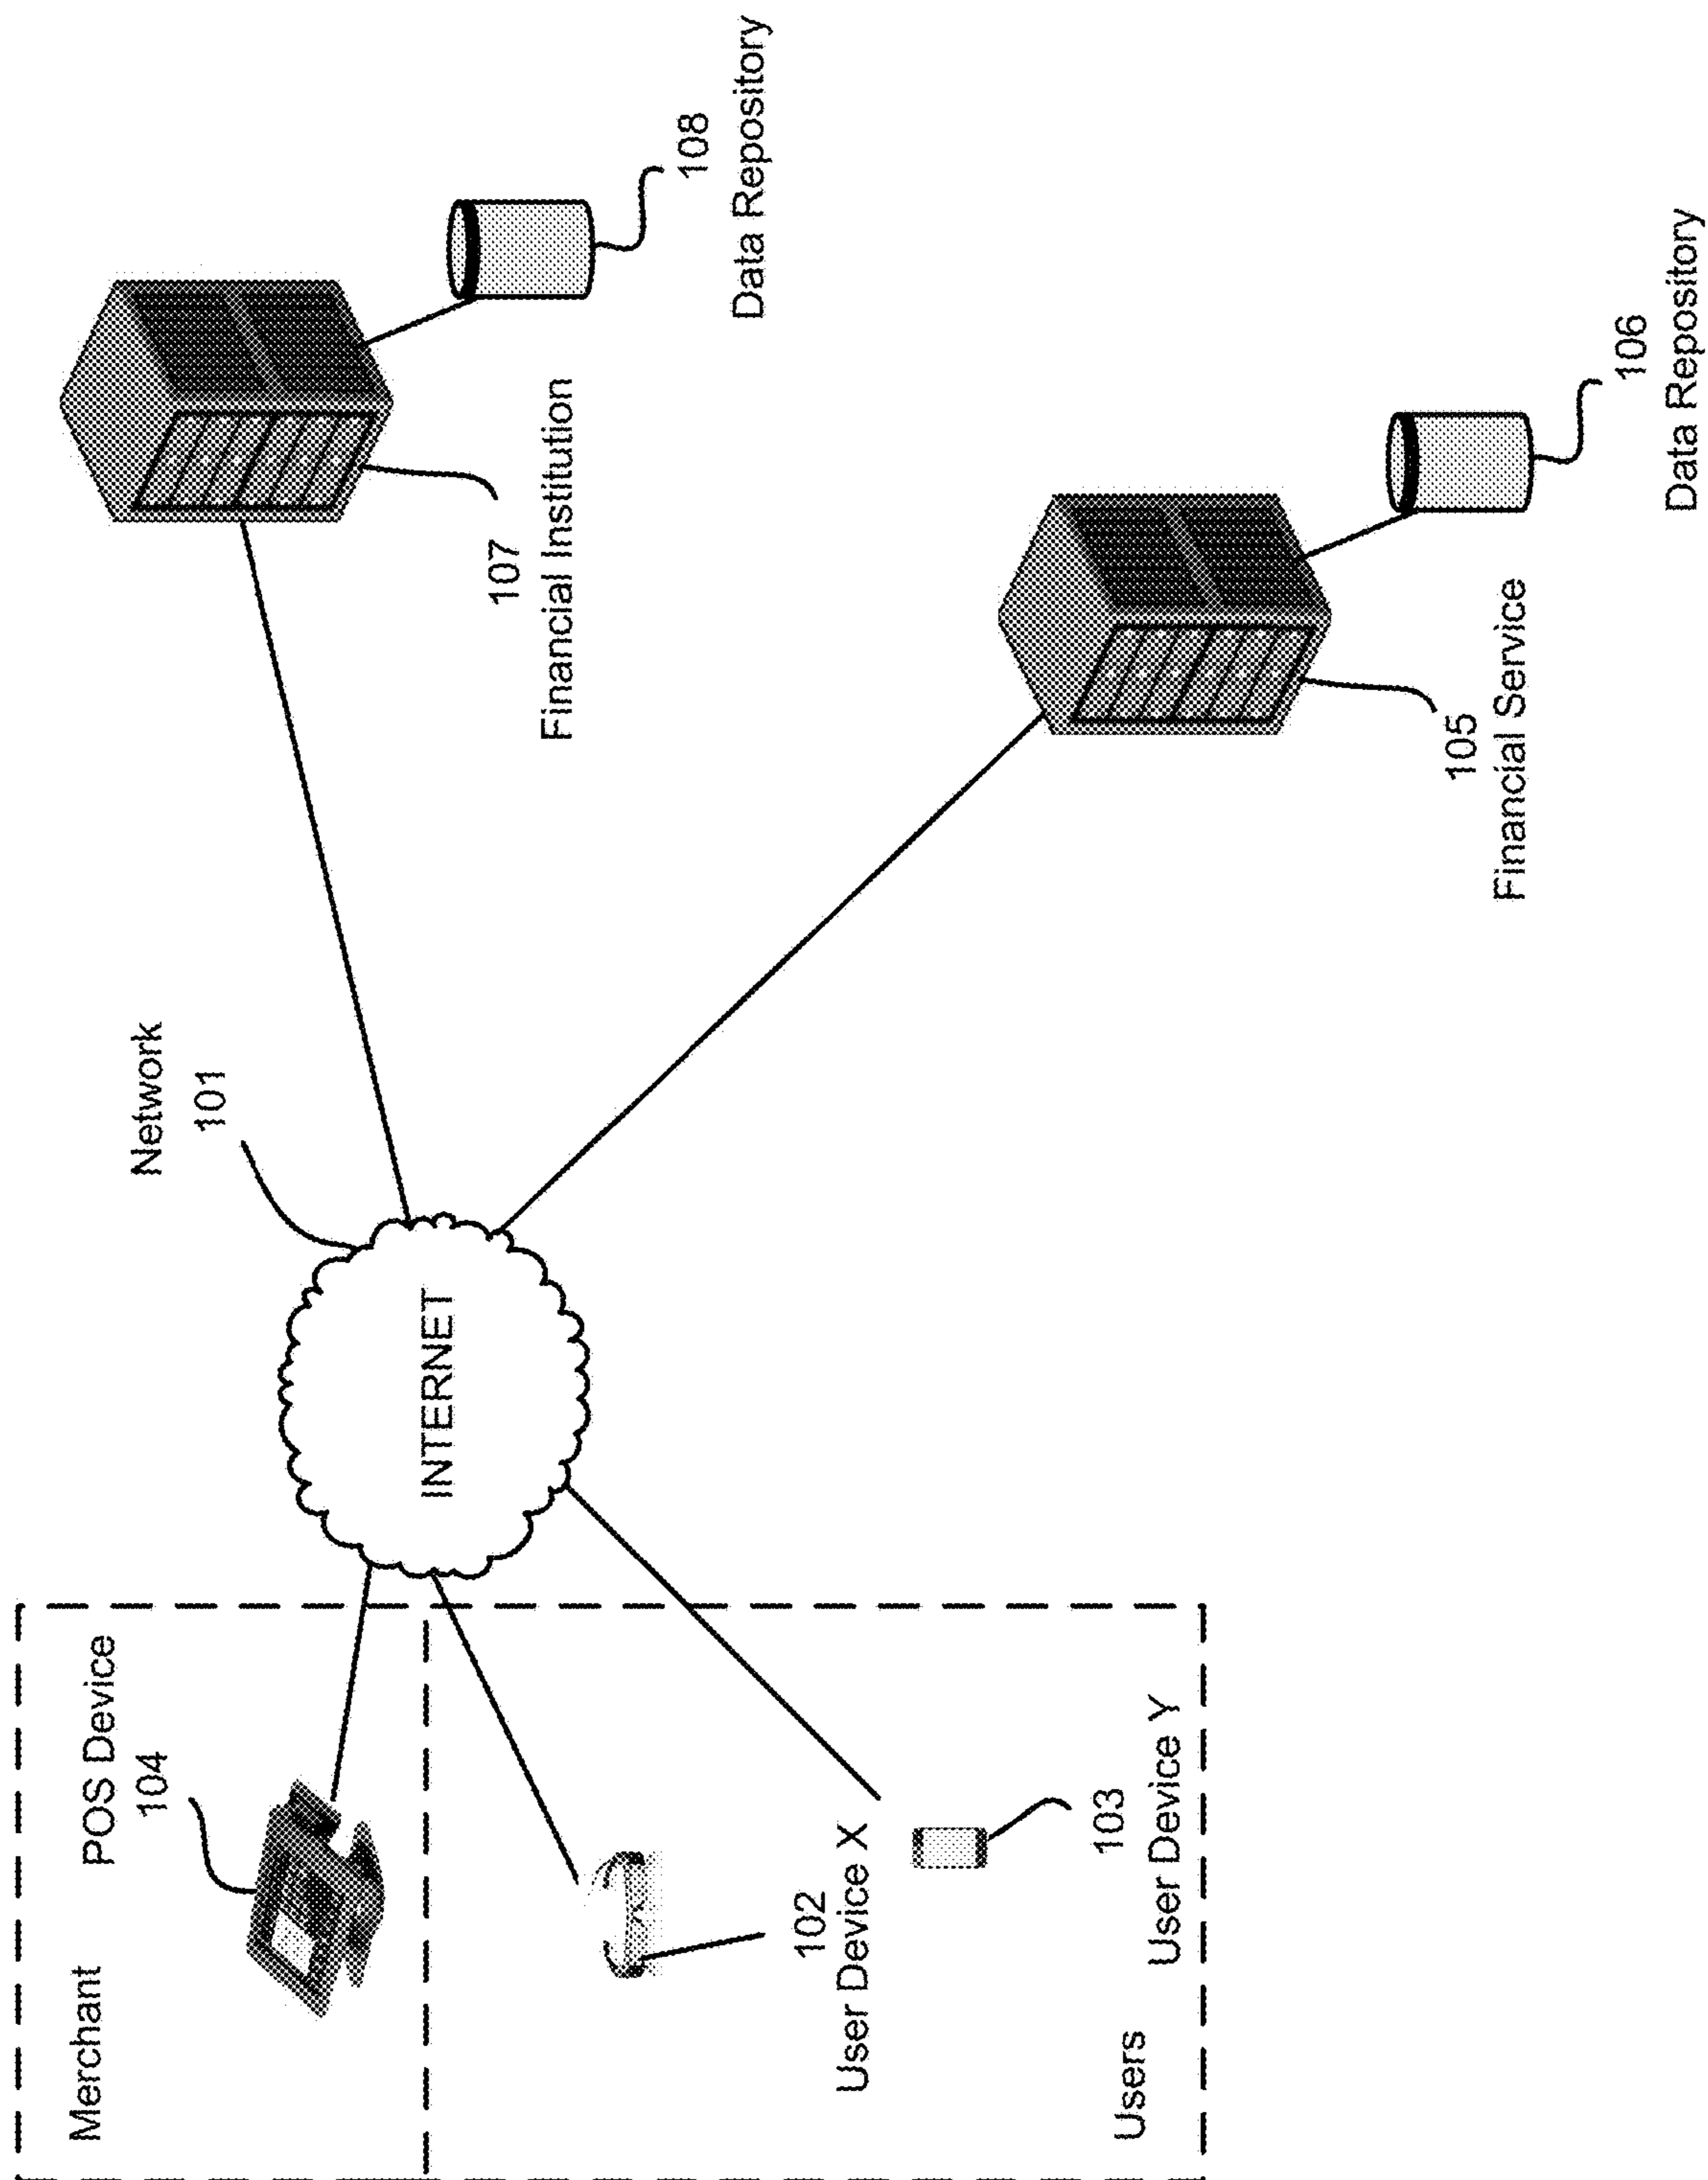 Merchant
POS Device
104
Network
101
INTERNET
107
Financial Institution
108
Data Repository
102
User Device X
103
User Device Y
Users
105
Financial Service
106
Data Repository